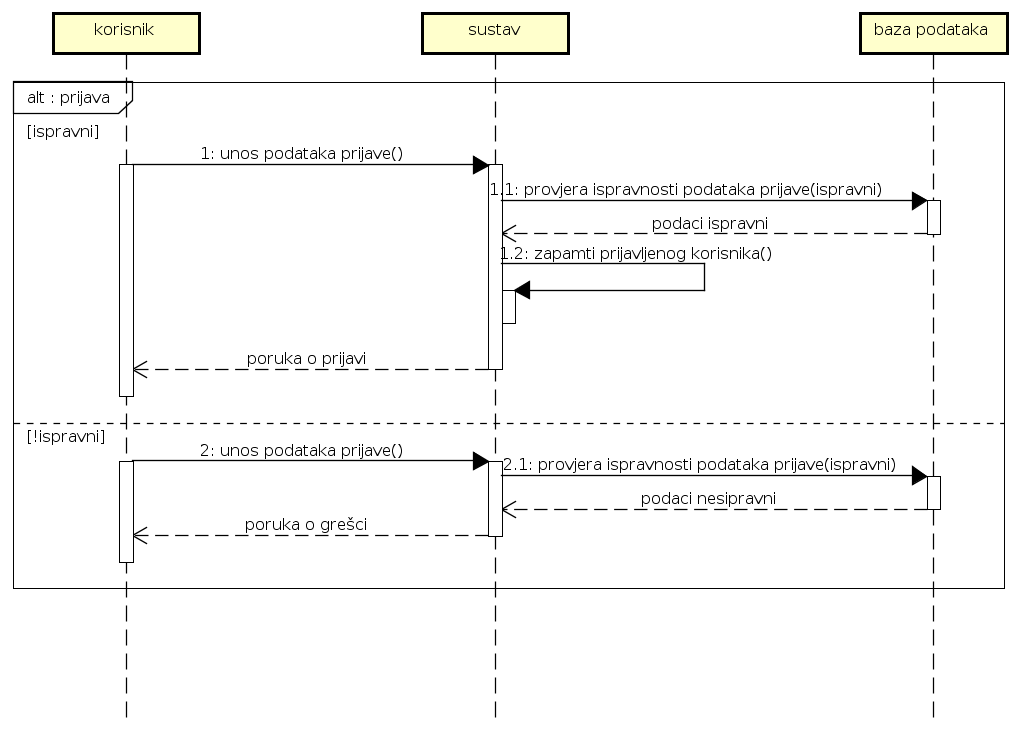 korisnik
sustav
baza podataka
alt : prijava
[ispravni]
1: unos podataka prijave()
1.1: provjera ispravnosti podataka prijave(ispravni)
podaci ispravni
1.2: zapamti prijavljenog korisnika()
poruka o prijavi
[!ispravni]
2: unos podataka prijave()
2.1: provjera ispravnosti podataka prijave(ispravni)
podaci nesipravni
poruka o grešci